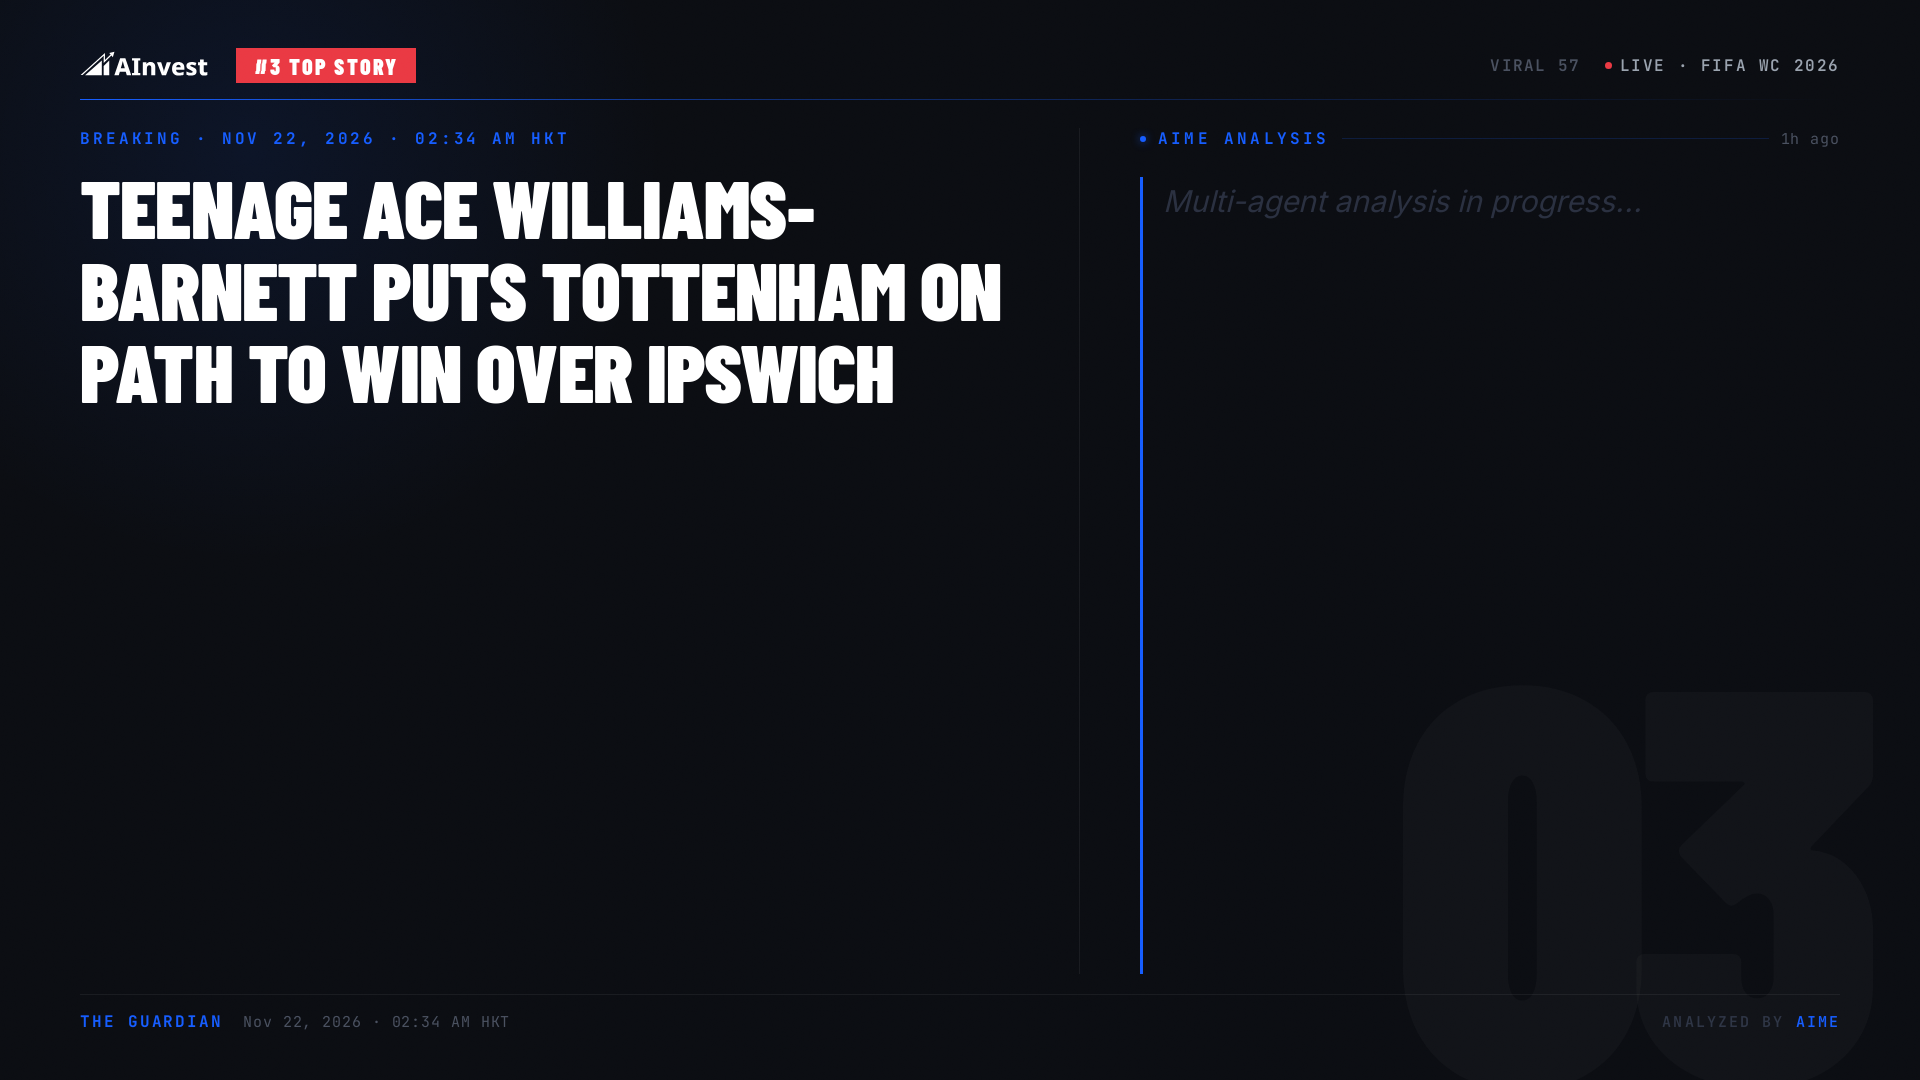 AInvest
#3 TOP STORY
VIRAL 57
LIVE · FIFA WC 2026
BREAKING · NOV 22, 2026 · 02:34 AM HKT
TEENAGE ACE WILLIAMS-
BARNETT PUTS TOTTENHAM ON
PATH TO WIN OVER IPSWICH
AIME ANALYSIS
1h ago
Multi-agent analysis in progress...
03
THE GUARDIAN
Nov 22, 2026 · 02:34 AM HKT
ANALYZED BY AIME